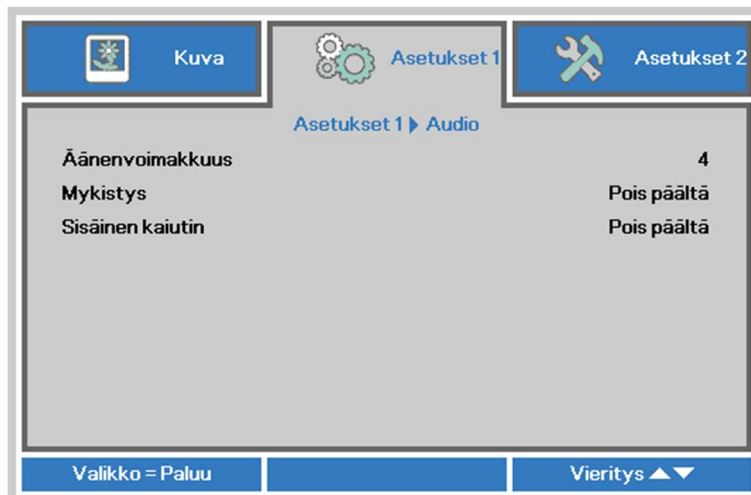 Kuva
Asetukset 1
Asetukset 2
Asetukset 1 ▶ Audio
Äänenvoimakkuus 4
Mykistys Pois päältä
Sisäinen kaiutin Pois päältä
Valikko = Paluu
Vieritys ▲▼